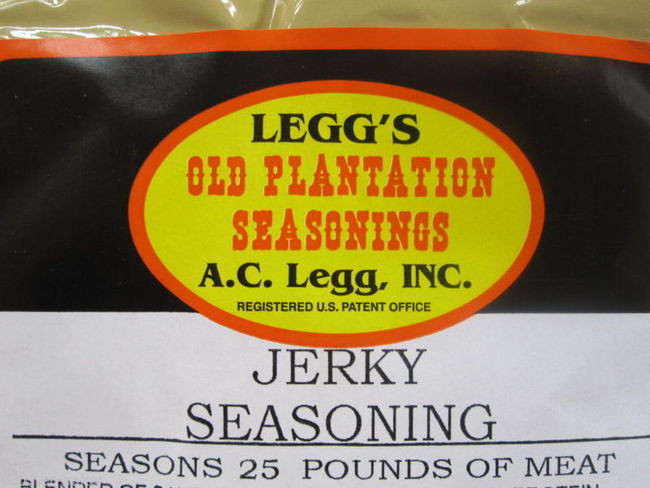 LEGG'S
OLD PLANTATION
SEASONINGS
A.C. Legg, INC.
REGISTERED U.S. PATENT OFFICE
JERKY
SEASONING
SEASONS 25 POUNDS OF MEAT